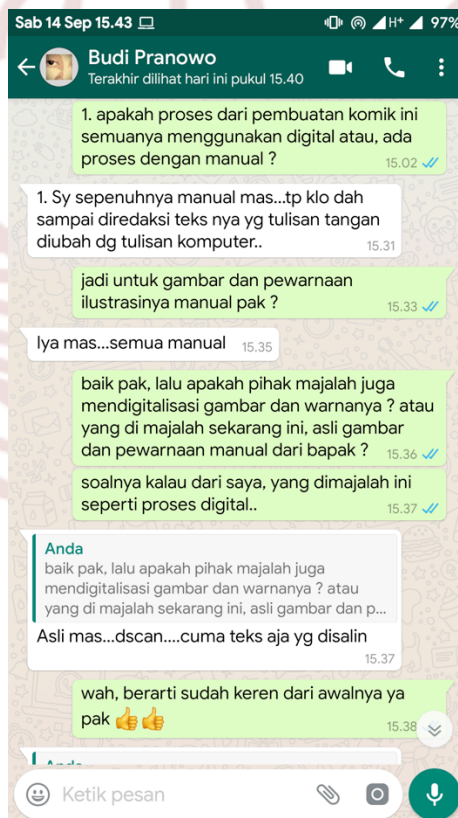 Sab 14 Sep 15.43 H+ 97%
Budi Pranowo
Terakhir dilihat hari ini pukul 15.40
1. apakah proses dari pembuatan komik ini
semuanya menggunakan digital atau, ada
proses dengan manual ?
15.02
1. Sy sepenuhnya manual mas...tp klo dah
sampai diredaksi teks nya yg tulisan tangan
diubah dg tulisan komputer..
15.31
jadi untuk gambar dan pewarnaan
ilustrasinya manual pak ?
15.33
Iya mas...semua manual 15.35
baik pak, lalu apakah pihak majalah juga
mendigitalisasi gambar dan warnanya ? atau
yang di majalah sekarang ini, asli gambar
dan pewarnaan manual dari bapak ? 15.36
soalnya kalau dari saya, yang dimajalah ini
seperti proses digital..
15.37
Anda
baik pak, lalu apakah pihak majalah juga
mendigitalisasi gambar dan warnanya ? atau
yang di majalah sekarang ini, asli gambar dan p...
Asli mas...dscan....cuma teks aja yg disalin
15.37
wah, berarti sudah keren dari awalnya ya
pak 👍👍
15.38
Anda
Ketik pesan